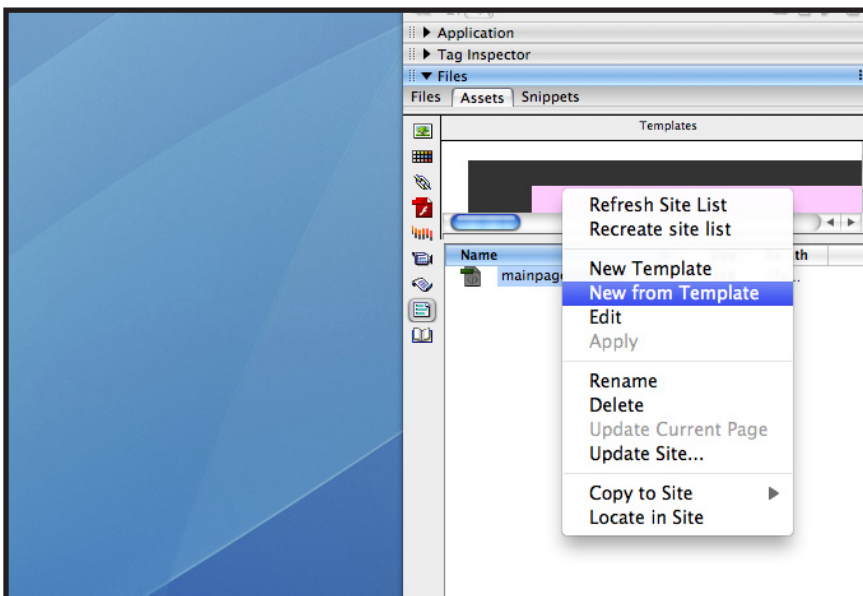 Application
Tag Inspector
Files
Files Assets Snippets
Templates
Refresh Site List
Recreate site list
Name
New Template
mainpag
New from Template
Edit
Apply
Rename
Delete
Update Current Page
Update Site...
Copy to Site
Locate in Site